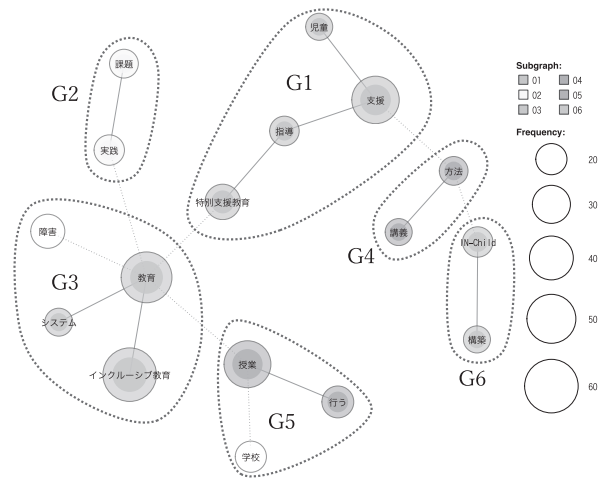 児童
課題
G1
Subgraph:
G2
支援
01 04
02 05
03 06
指導
Frequency:
実践
20
方法
特別支援教育
30
障害
講義
IN-Child
G4
40
G3
教育
システム
50
構築
授業
インクルーシブ教育
G6
60
行う
G5
学校